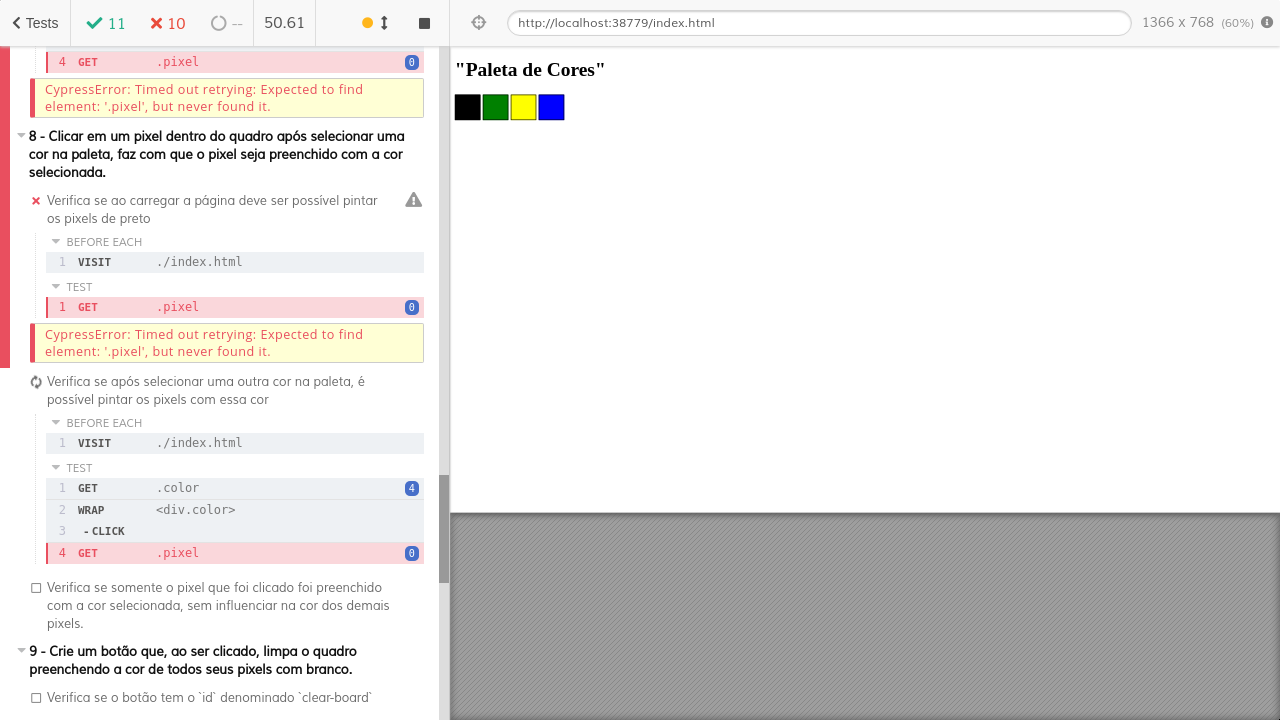 Tests
11
10
--
50.61
http://localhost:38779/index.html
1366 x 768 (60%)
4 GET .pixel 0
CypressError: Timed out retrying: Expected to find
element: '.pixel', but never found it.
8 - Clicar em um pixel dentro do quadro após selecionar uma
cor na paleta, faz com que o pixel seja preenchido com a cor
selecionada.
Verifica se ao carregar a página deve ser possível pintar
os pixels de preto
BEFORE EACH
1 VISIT ./index.html
TEST
1 GET .pixel 0
CypressError: Timed out retrying: Expected to find
element: '.pixel', but never found it.
Verifica se após selecionar uma outra cor na paleta, é
possível pintar os pixels com essa cor
BEFORE EACH
1 VISIT ./index.html
TEST
1 GET .color 4
2 WRAP <div.color>
3 - CLICK
4 GET .pixel 0
Verifica se somente o pixel que foi clicado foi preenchido
com a cor selecionada, sem influenciar na cor dos demais
pixels.
9 - Crie um botão que, ao ser clicado, limpa o quadro
preenchendo a cor de todos seus pixels com branco.
Verifica se o botão tem o `id` denominado `clear-board`
"Paleta de Cores"